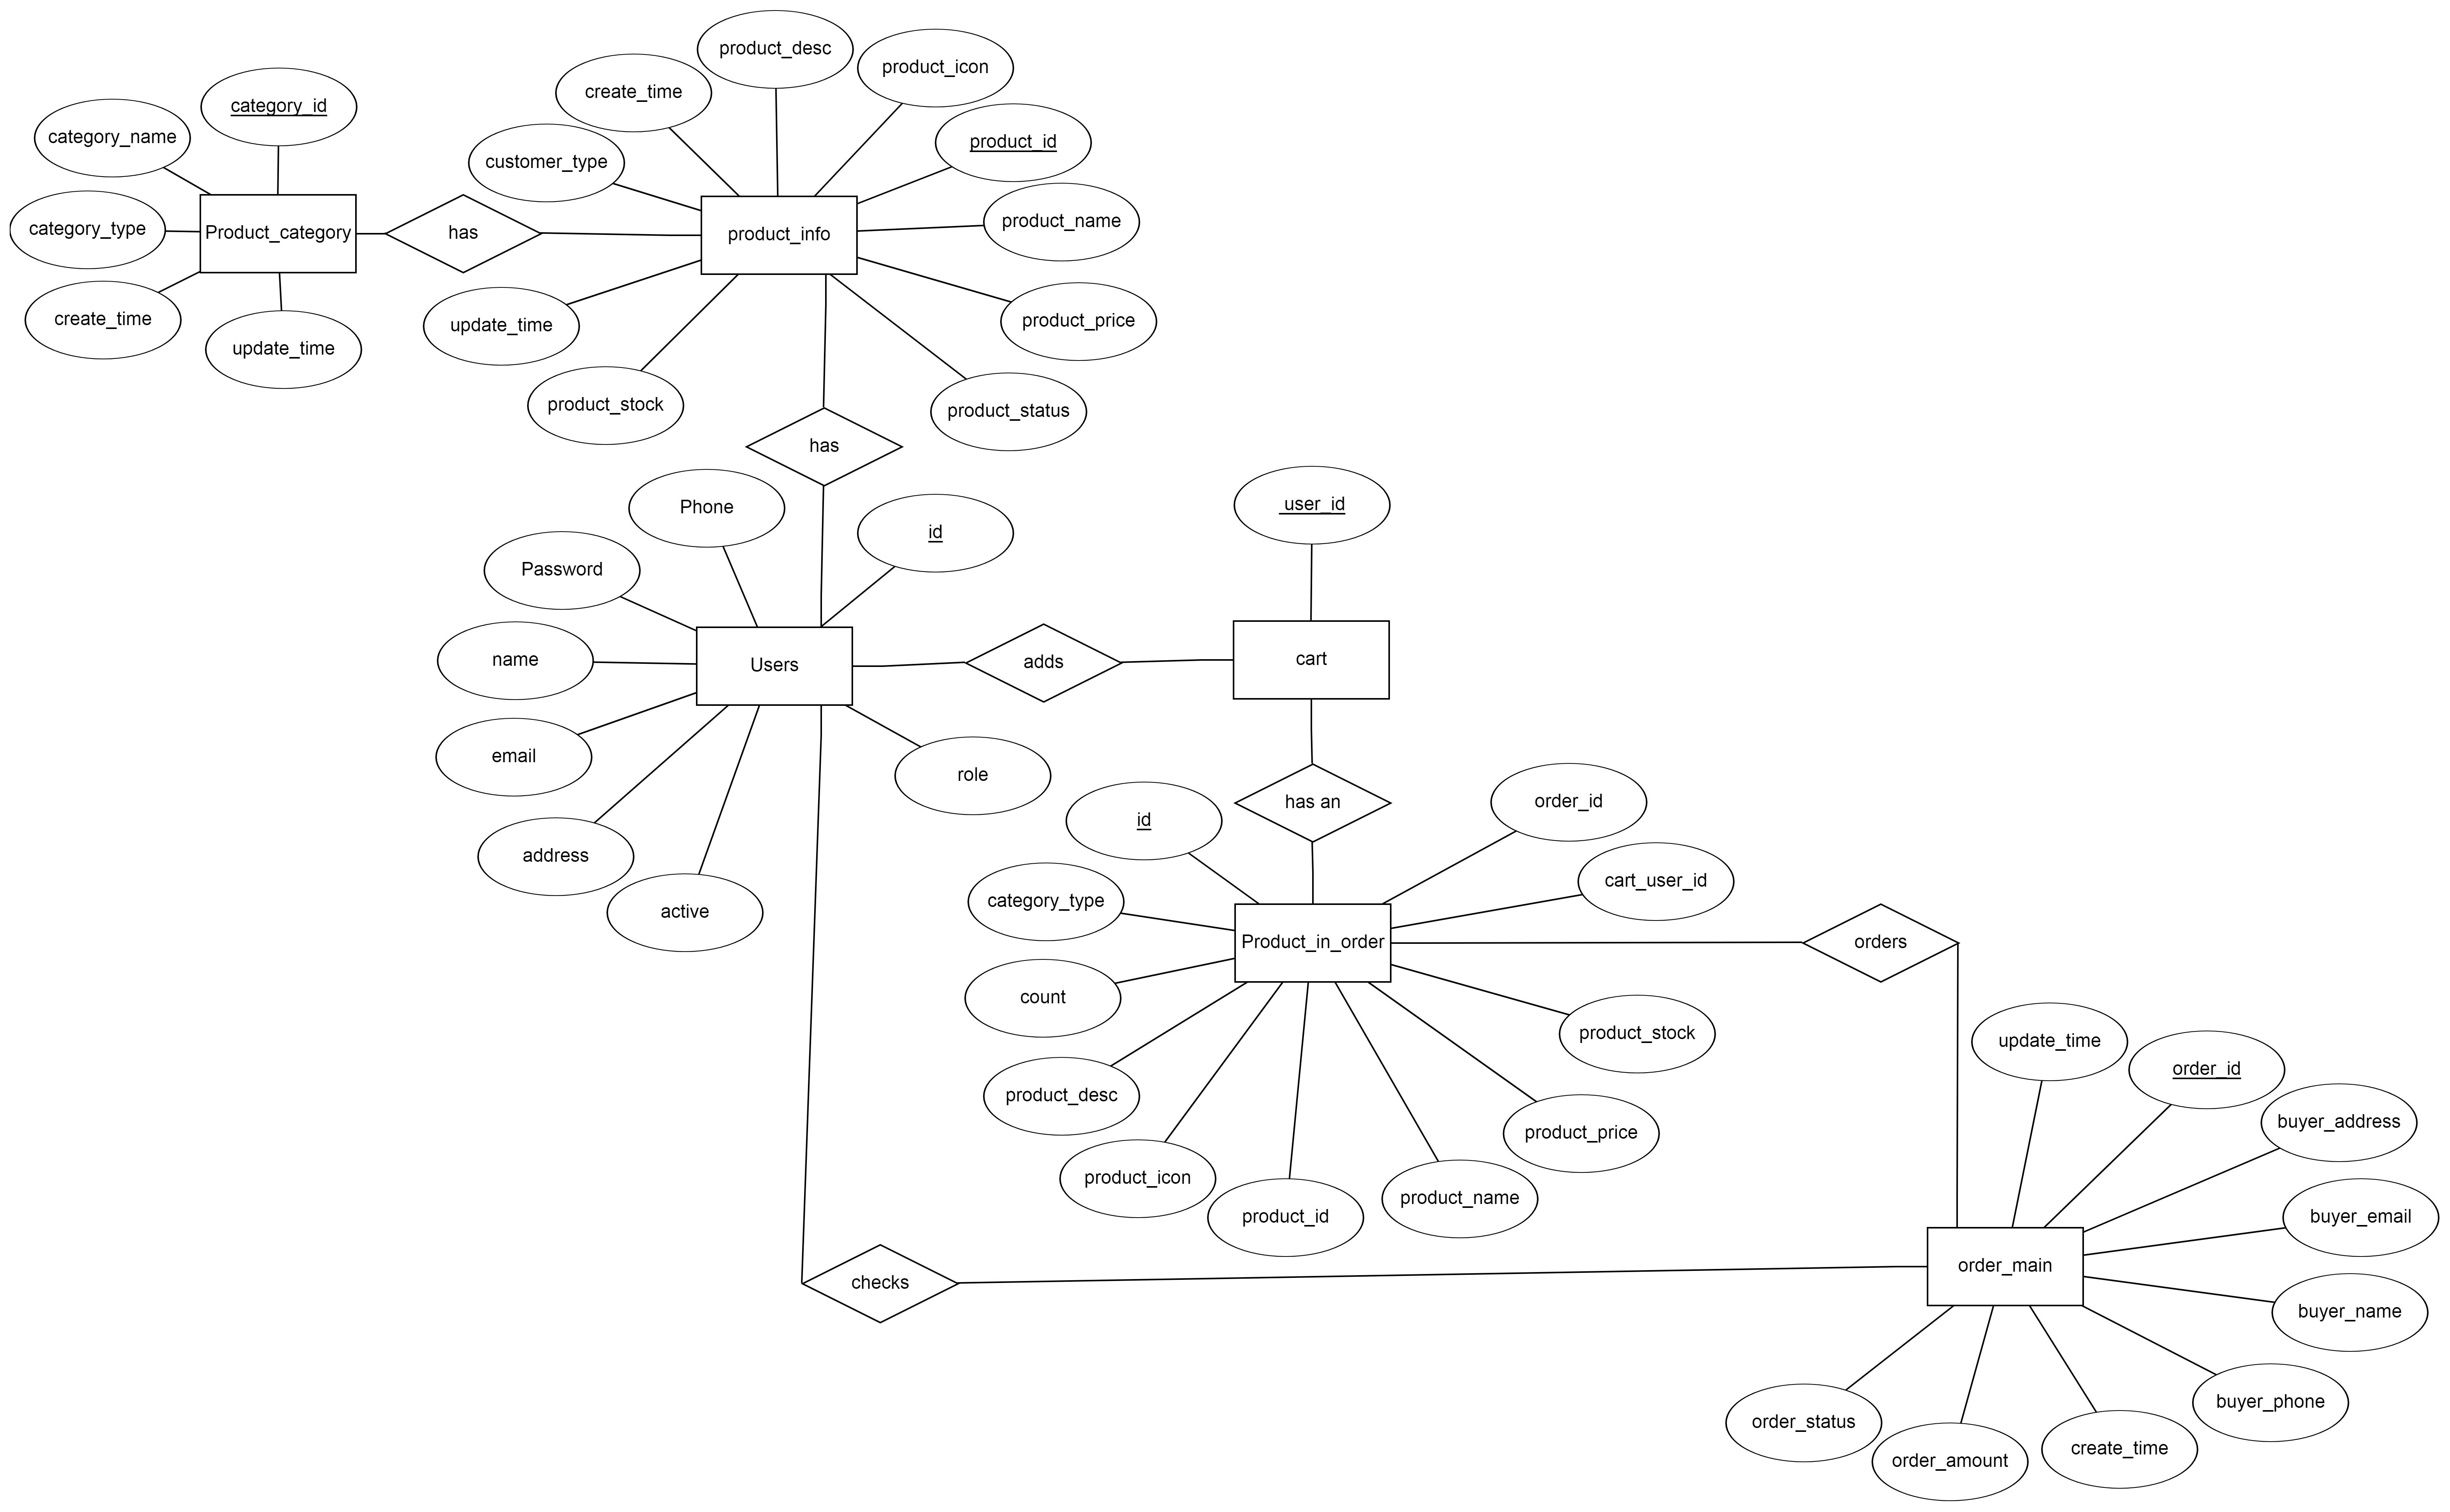 product_desc
product_icon
create_time
category_id
category_name
product_id
customer_type
product_name
category_type
Product_category
has
product_info
create_time
update_time
update_time
product_price
product_stock
product_status
has
Phone
id
user_id
Password
name
Users
adds
cart
email
role
address
active
has an
id
order_id
category_type
cart_user_id
Product_in_order
orders
count
product_stock
product_desc
product_price
product_icon
product_id
product_name
update_time
order_id
buyer_address
buyer_email
checks
order_main
buyer_name
buyer_phone
order_status
order_amount
create_time